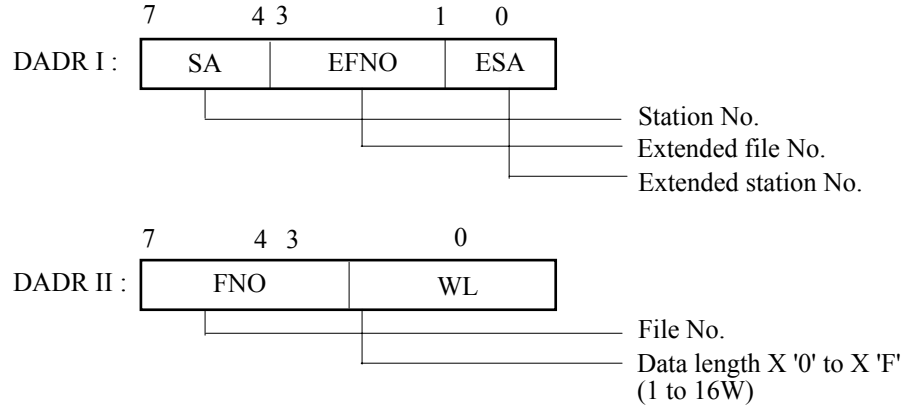 7 4 3 1 0
DADR I : SA EFNO ESA
Station No.
Extended file No.
Extended station No.
7 4 3 0
DADR II : FNO WL
File No.
Data length X '0' to X 'F'
(1 to 16W)